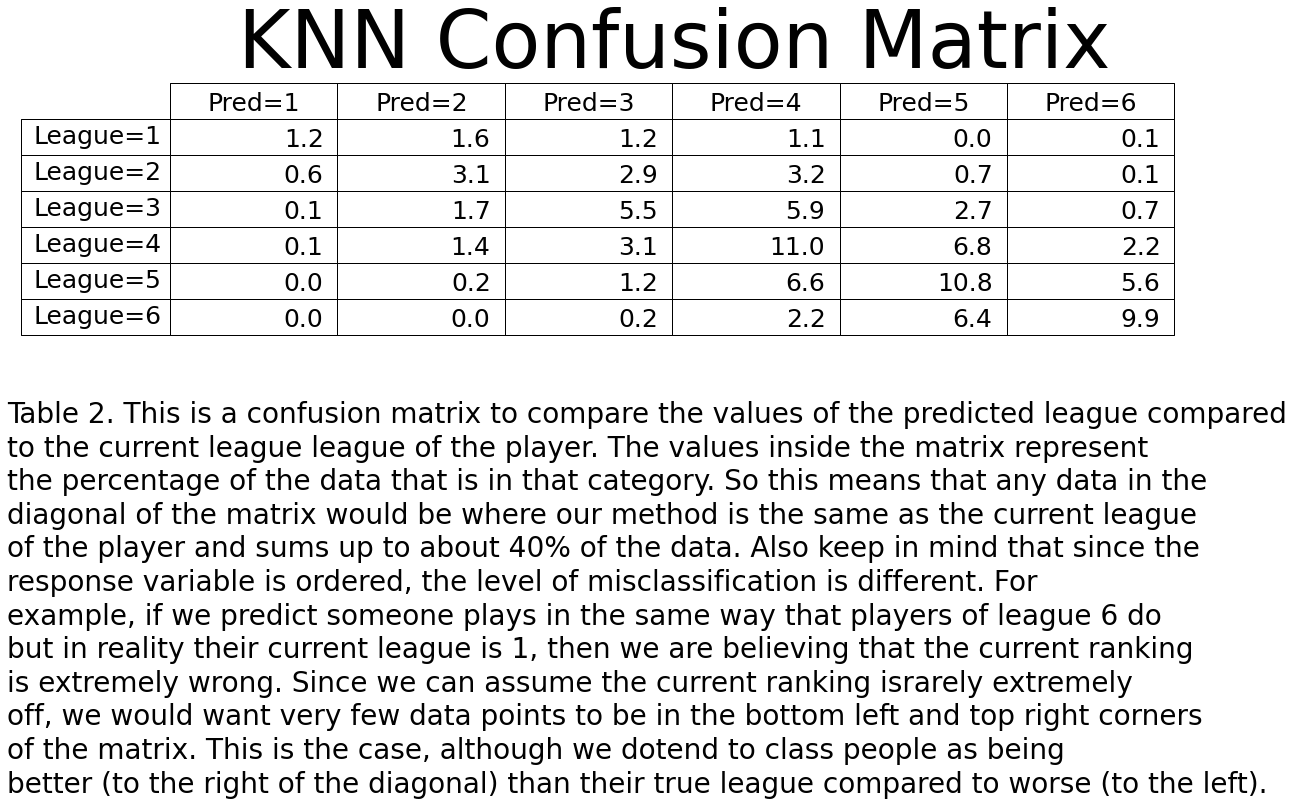 KNN Confusion Matrix
Pred=1 Pred=2 Pred=3 Pred=4 Pred=5 Pred=6
League=1 1.2 1.6 1.2 1.1 0.0 0.1
League=2 0.6 3.1 2.9 3.2 0.7 0.1
League=3 0.1 1.7 5.5 5.9 2.7 0.7
League=4 0.1 1.4 3.1 11.0 6.8 2.2
League=5 0.0 0.2 1.2 6.6 10.8 5.6
League=6 0.0 0.0 0.2 2.2 6.4 9.9
Table 2. This is a confusion matrix to compare the values of the predicted league compared
to the current league league of the player. The values inside the matrix represent
the percentage of the data that is in that category. So this means that any data in the
diagonal of the matrix would be where our method is the same as the current league
of the player and sums up to about 40% of the data. Also keep in mind that since the
response variable is ordered, the level of misclassification is different. For
example, if we predict someone plays in the same way that players of league 6 do
but in reality their current league is 1, then we are believing that the current ranking
is extremely wrong. Since we can assume the current ranking israrely extremely
off, we would want very few data points to be in the bottom left and top right corners
of the matrix. This is the case, although we dotend to class people as being
better (to the right of the diagonal) than their true league compared to worse (to the left).